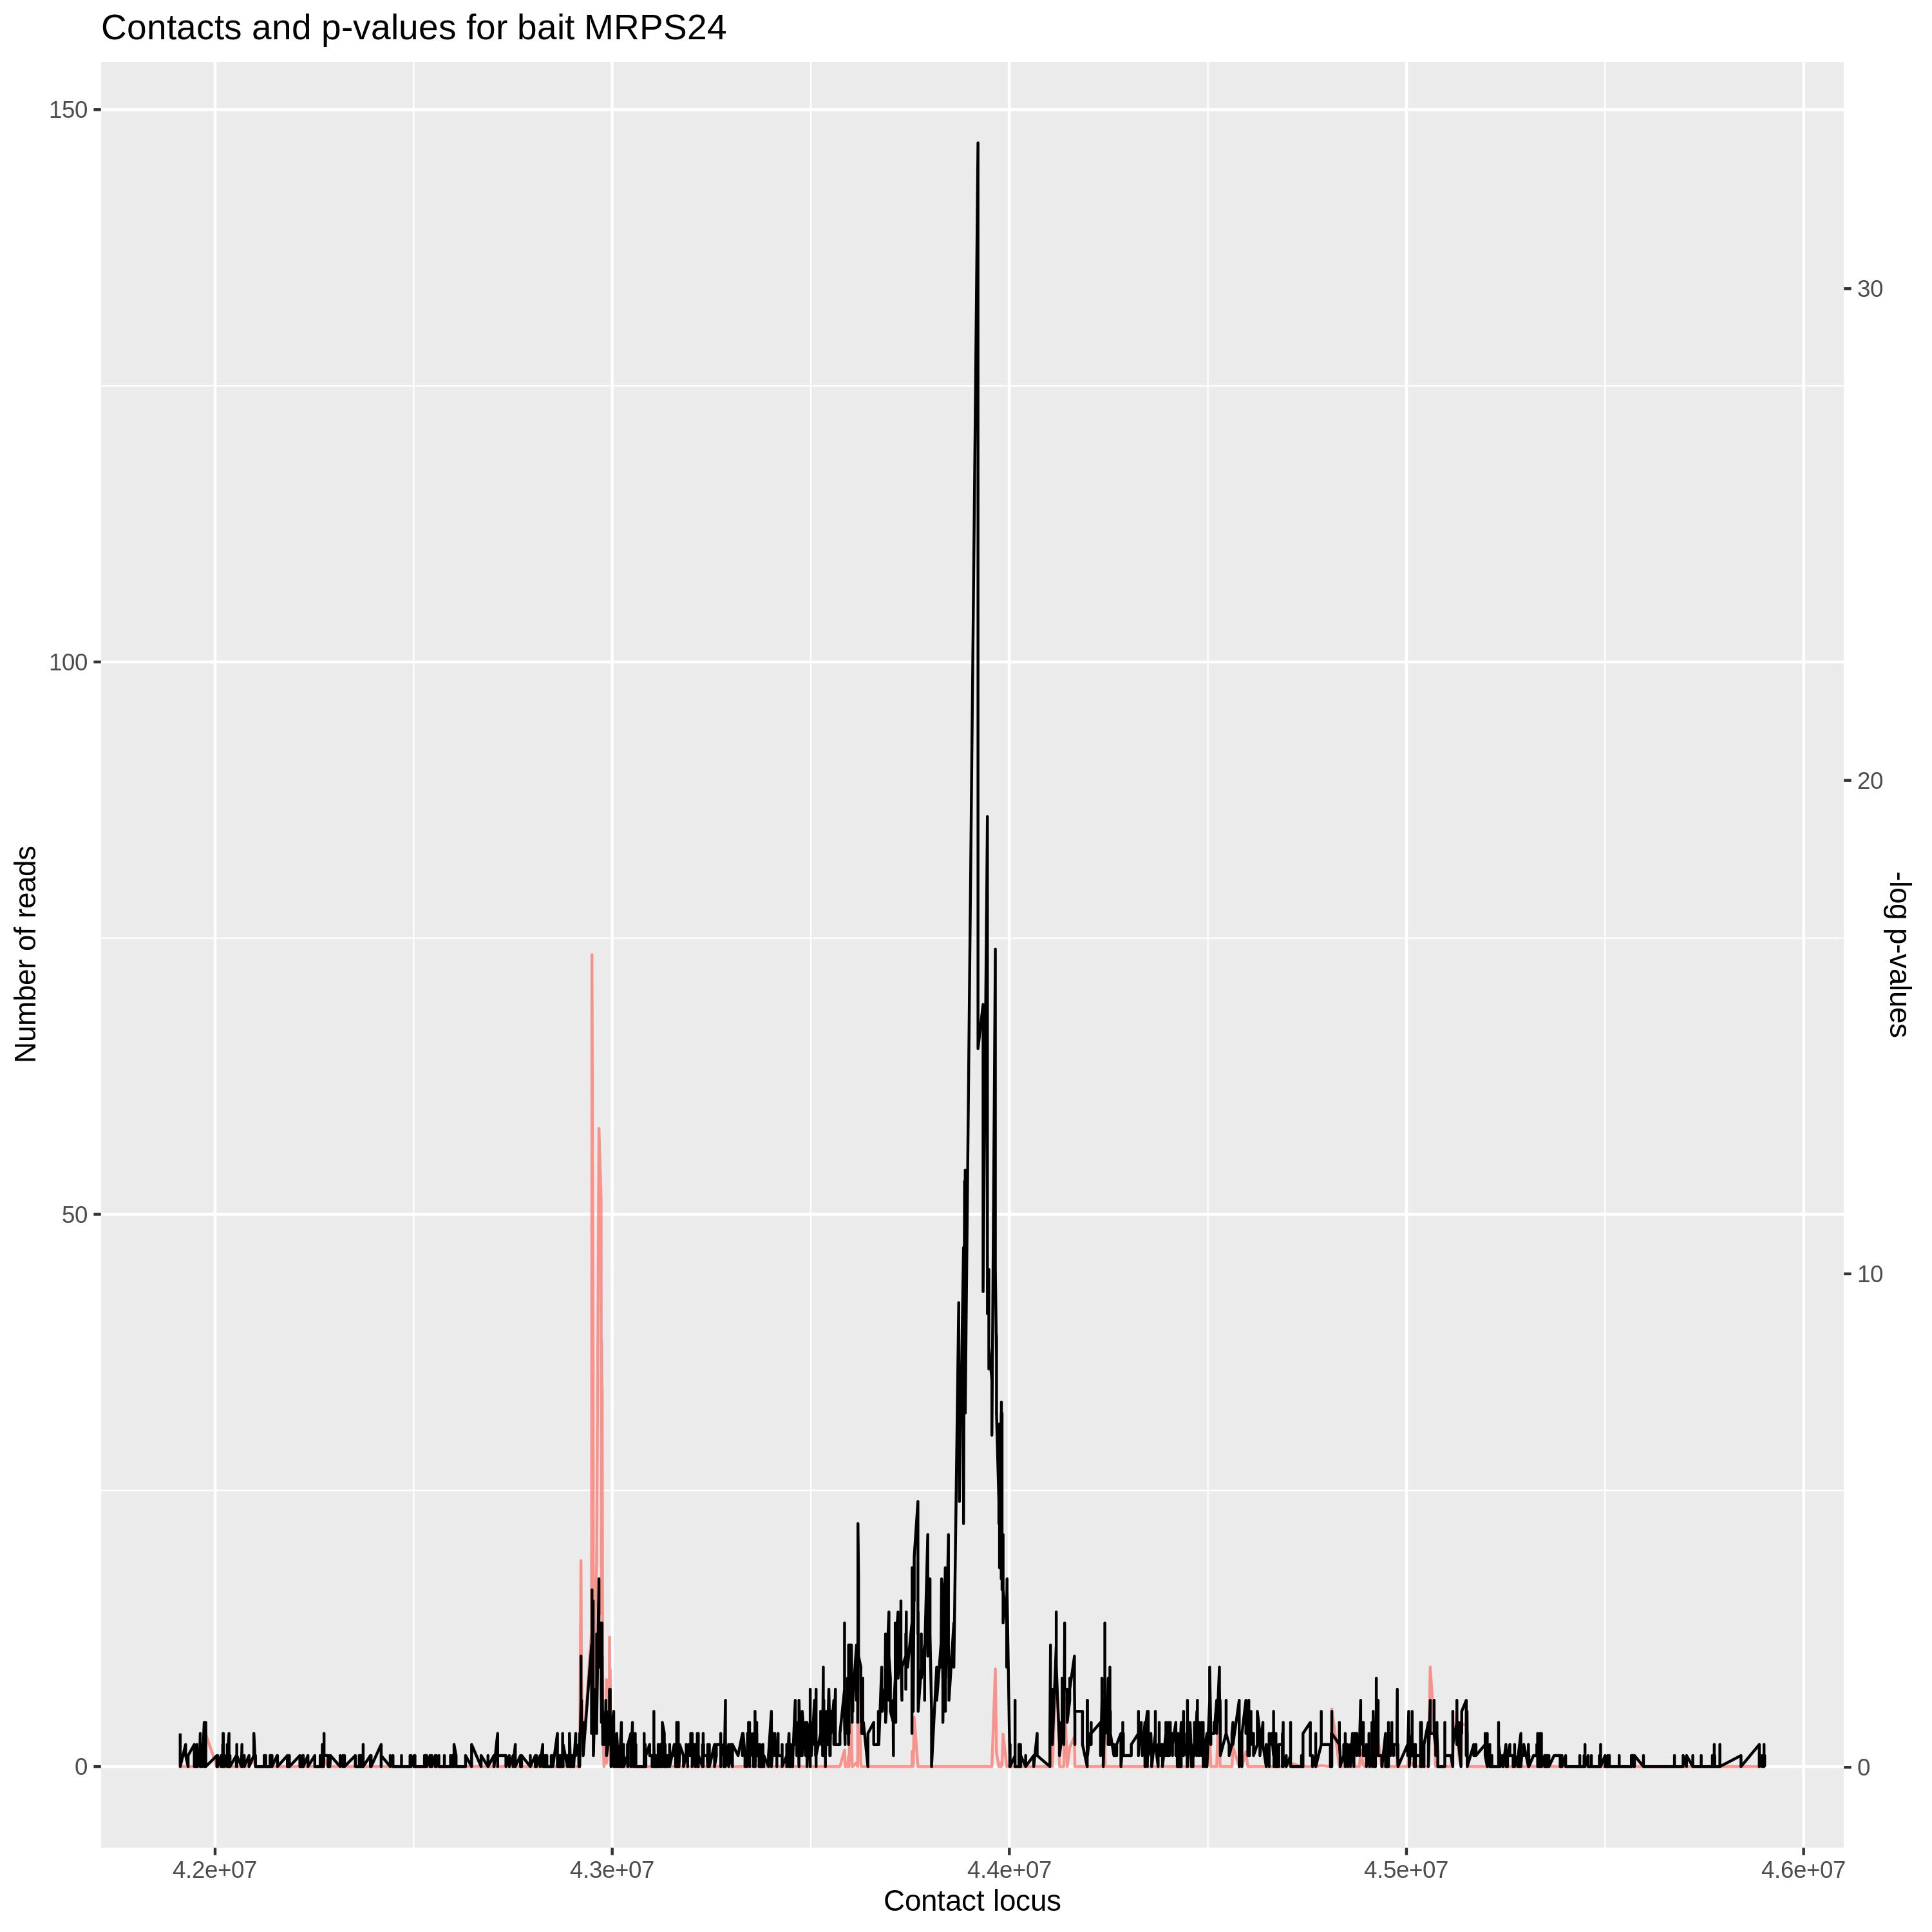 Contacts and p-values for bait MRPS24
150
100
50
0
Number of reads
30
20
10
0
-log p-values
4.2e+07
4.3e+07
4.4e+07
4.5e+07
4.6e+07
Contact locus